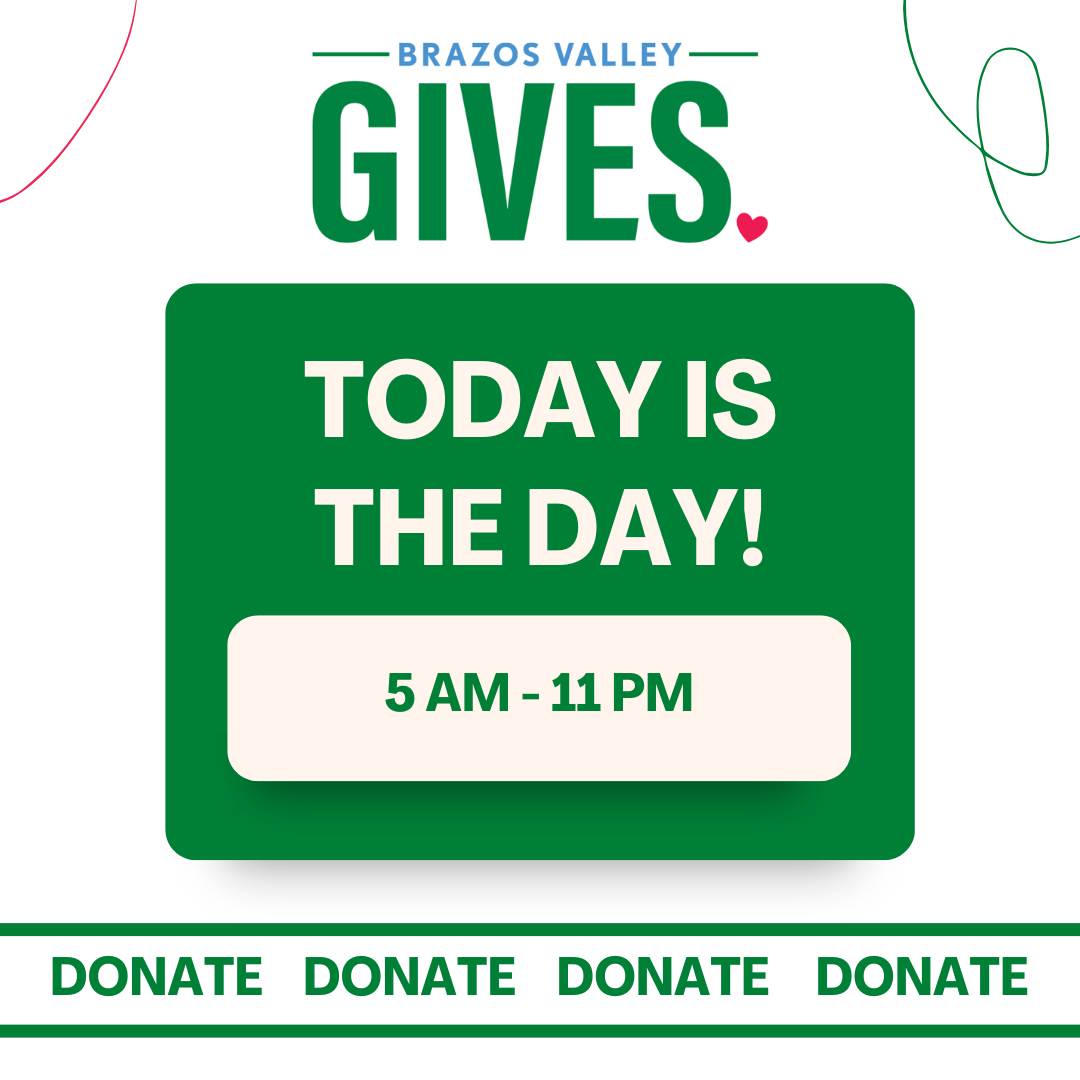 BRAZOS VALLEY
GIVES.
TODAY IS
THE DAY!
5 AM - 11 PM
DONATE DONATE DONATE DONATE